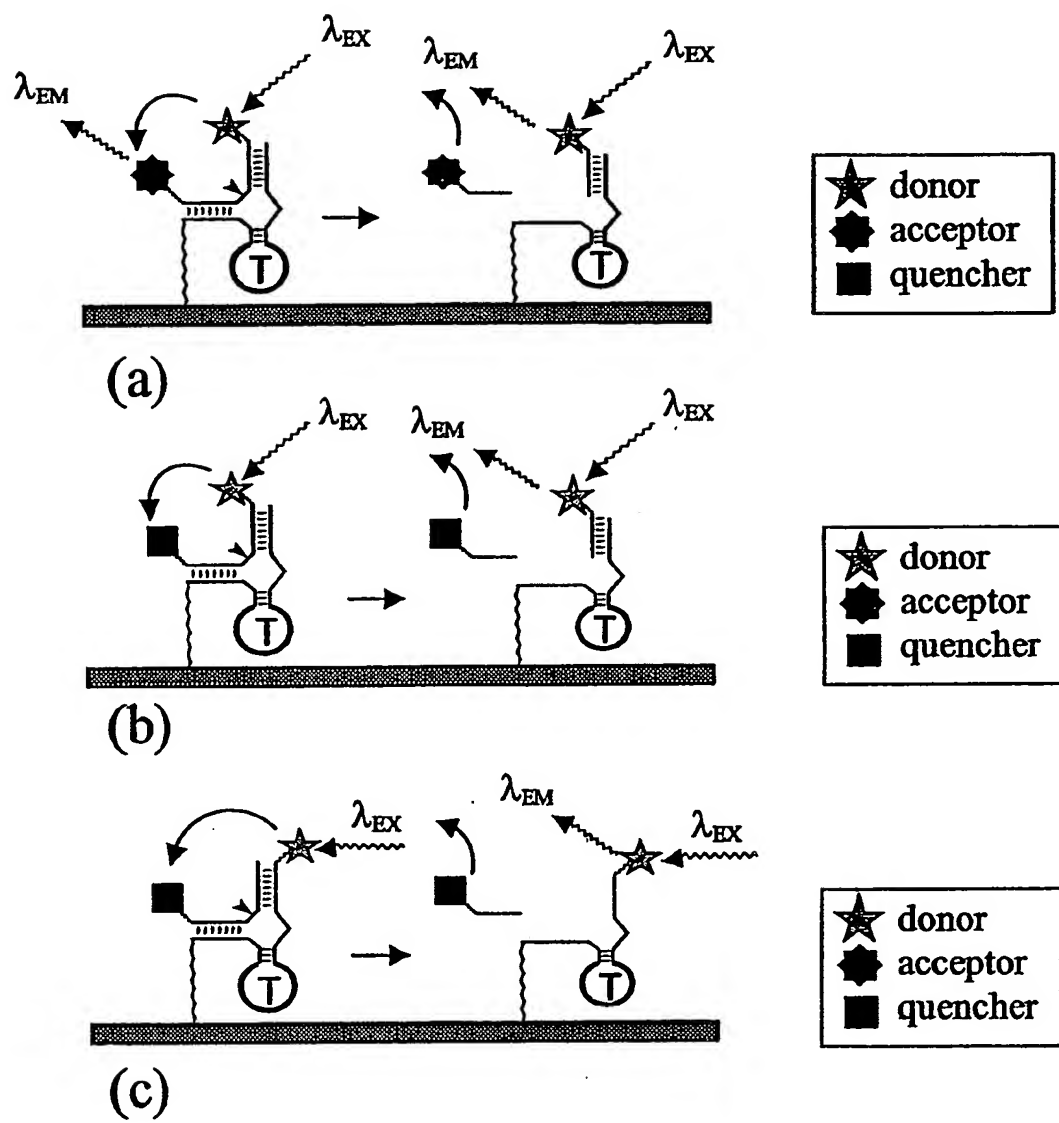 λEX
λEM
λEM
λEX
T
T
donor
acceptor
quencher
(a)
λEX
λEM
λEX
T
T
donor
acceptor
quencher
(b)
λEX
λEM
λEX
T
T
donor
acceptor
quencher
(c)